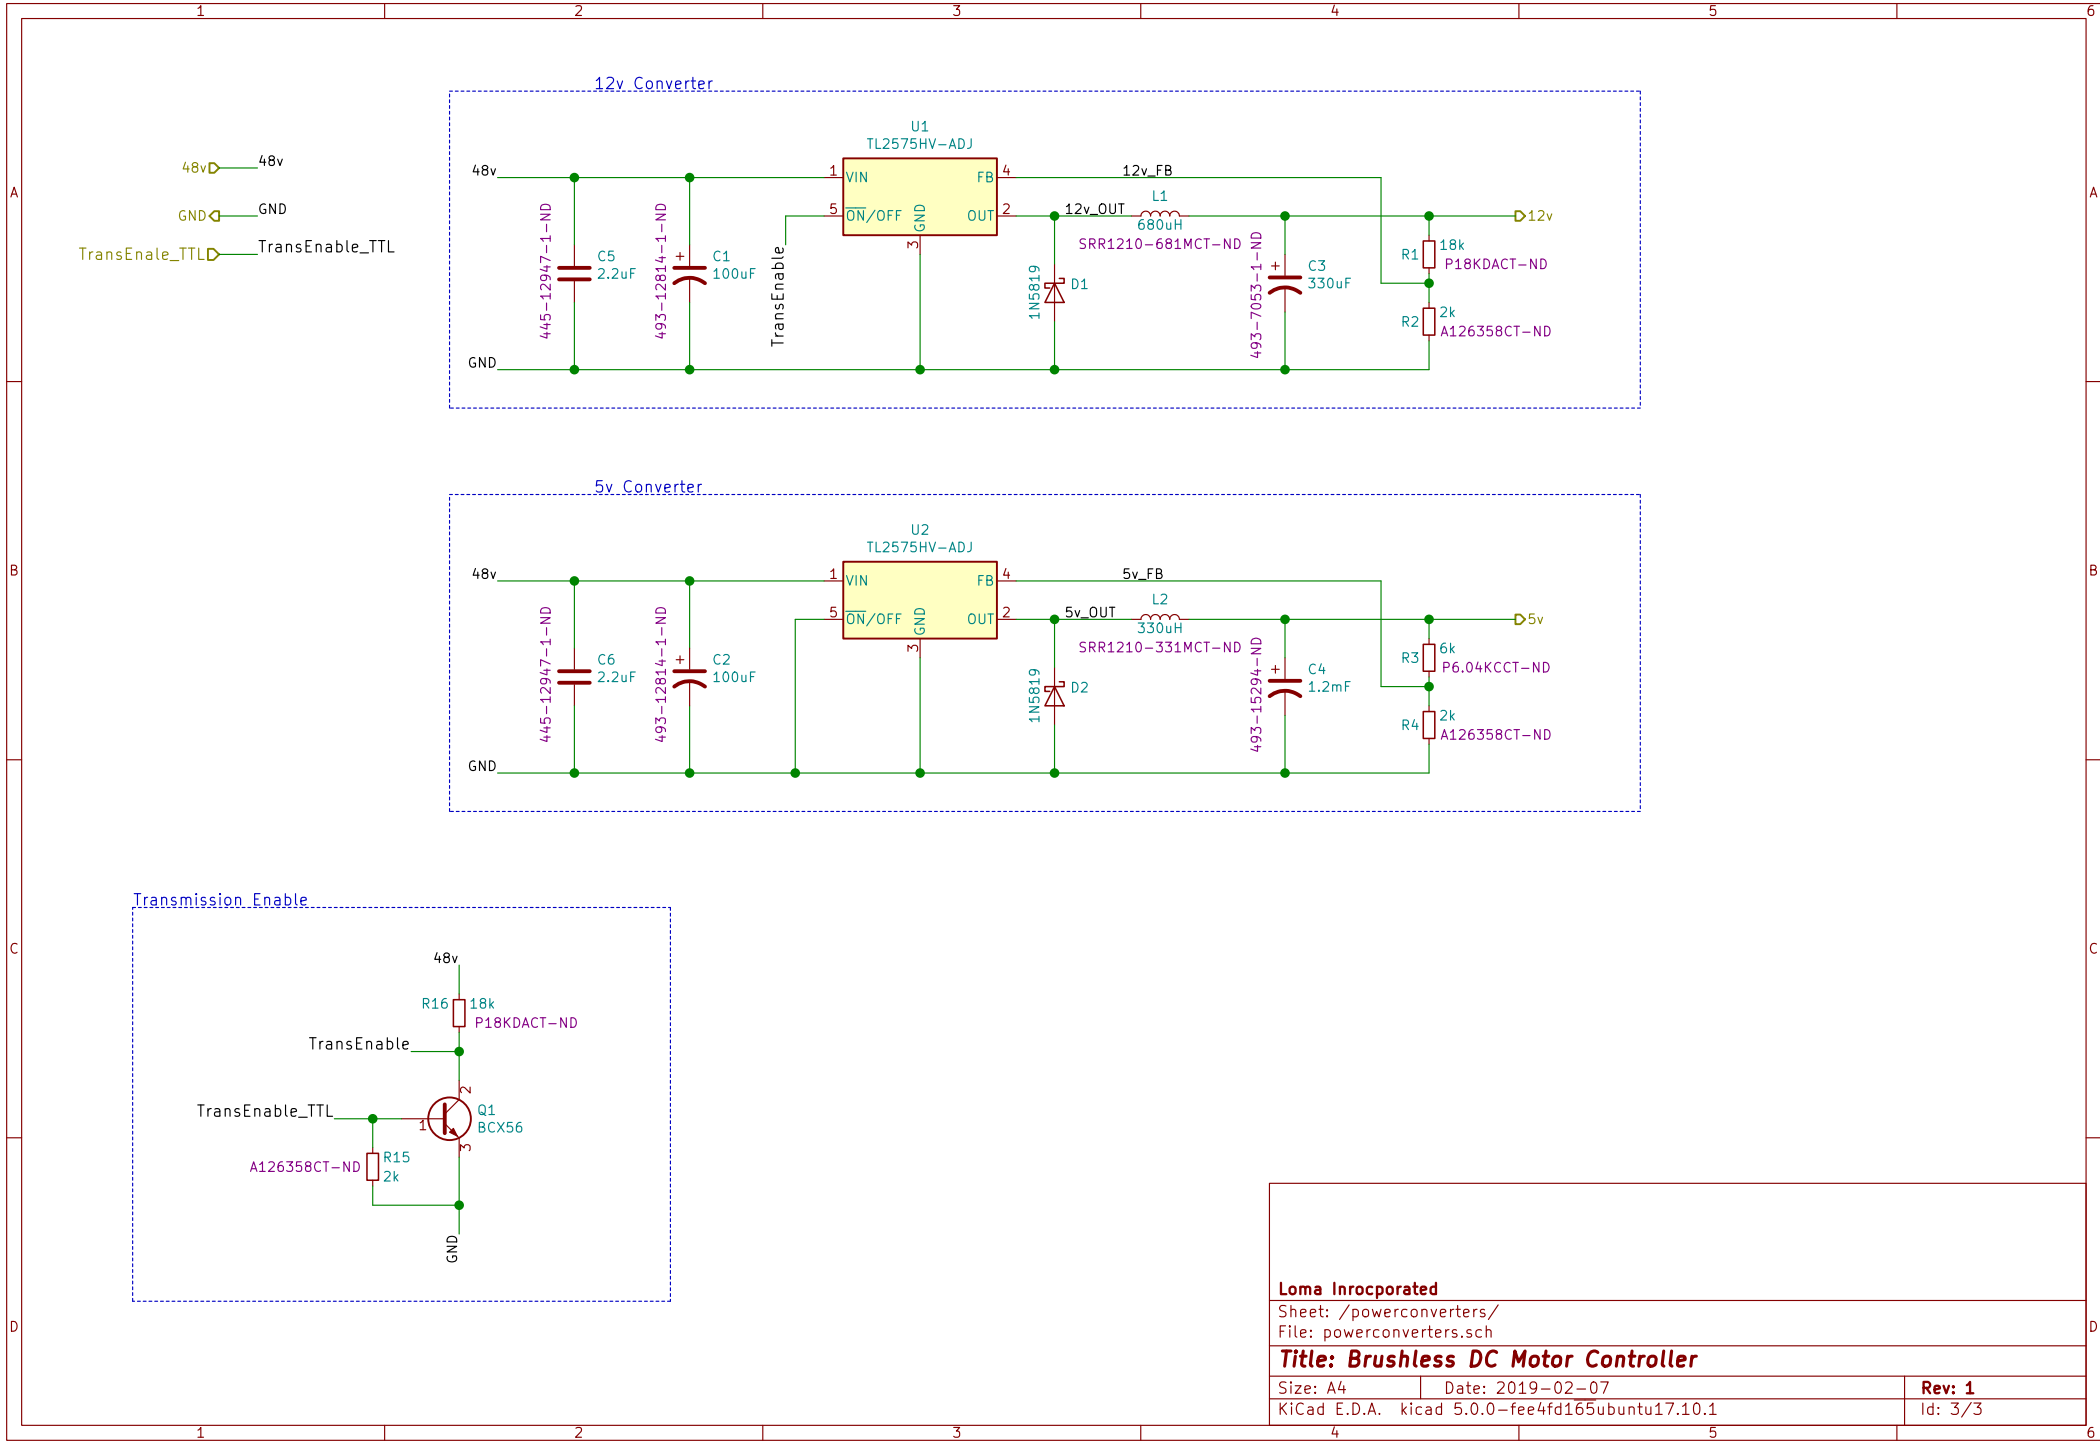 1 2 3 4 5 6
A
B
C
D
A
B
C
D
1 2 3 4 5 6
48v 48v
GND GND
TransEnale_TTL TransEnable_TTL
12v Converter
U1
TL2575HV-ADJ
48v
1 VIN
FB 4
12v_FB
5 ON/OFF
GND
3
OUT 2
12v_OUT
L1
680uH
SRR1210-681MCT-ND
12v
445-12947-1-ND
C5
2.2uF
493-12814-1-ND
+
C1
100uF
TransEnable
1N5819
D1
493-7053-1-ND
+
C3
330uF
R1
18k
P18KDACT-ND
R2
2k
A126358CT-ND
GND
5v Converter
U2
TL2575HV-ADJ
48v
1 VIN
FB 4
5v_FB
5 ON/OFF
GND
3
OUT 2
5v_OUT
L2
330uH
SRR1210-331MCT-ND
5v
445-12947-1-ND
C6
2.2uF
493-12814-1-ND
+
C2
100uF
1N5819
D2
493-15294-ND
+
C4
1.2mF
R3
6k
P6.04KCCT-ND
R4
2k
A126358CT-ND
GND
Transmission Enable
48v
R16 18k
P18KDACT-ND
TransEnable
TransEnable_TTL
2
1
3
Q1
BCX56
A126358CT-ND
R15
2k
GND
Loma Inrocporated
Sheet: /powerconverters/
File: powerconverters.sch
Title: Brushless DC Motor Controller
Size: A4 Date: 2019-02-07 Rev: 1
KiCad E.D.A. kicad 5.0.0-fee4fd165ubuntu17.10.1 Id: 3/3